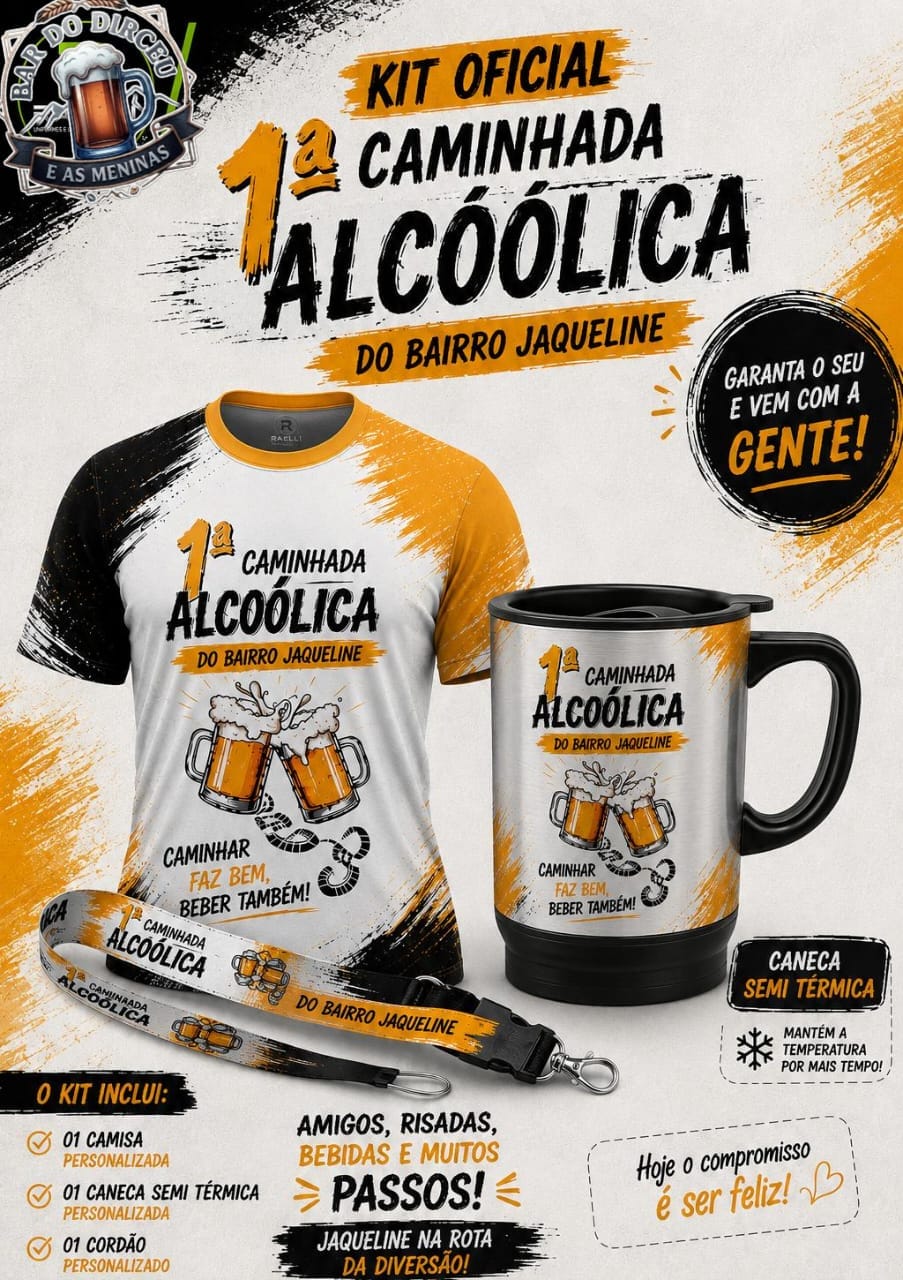 BAR DO DIRCEU
E AS MENINAS
KIT OFICIAL
1ª CAMINHADA
ALCÓÓLICA
DO BAIRRO JAQUELINE
GARANTA O SEU
E VEM COM A
GENTE!
RAELLI
1ª CAMINHADA
ALCOÓLICA
DO BAIRRO JAQUELINE
CAMINHAR
FAZ BEM,
BEBER TAMBÉM!
1ª CAMINHADA
ALCOÓLICA
DO BAIRRO JAQUELINE
CAMINHAR
FAZ BEM,
BEBER TAMBÉM!
1ª CAMINHADA
ALCOÓLICA
DO BAIRRO JAQUELINE
1ª
ALCOÓLICA
CANECA
SEMI TÉRMICA
MANTÉM A
TEMPERATURA
POR MAIS TEMPO!
O KIT INCLUI:
01 CAMISA
PERSONALIZADA
01 CANECA SEMI TÉRMICA
PERSONALIZADA
01 CORDÃO
PERSONALIZADO
AMIGOS, RISADAS,
BEBIDAS E MUITOS
PASSOS!
JAQUELINE NA ROTA
DA DIVERSÃO!
Hoje o compromisso
é ser feliz!